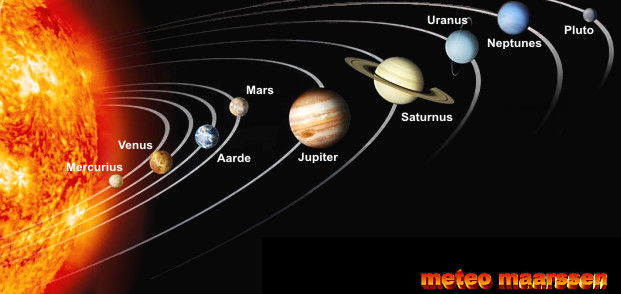 Uranus
Neptunes
Pluto
Mars
Saturnus
Venus
Aarde
Jupiter
Mercurius
meteo maarssen